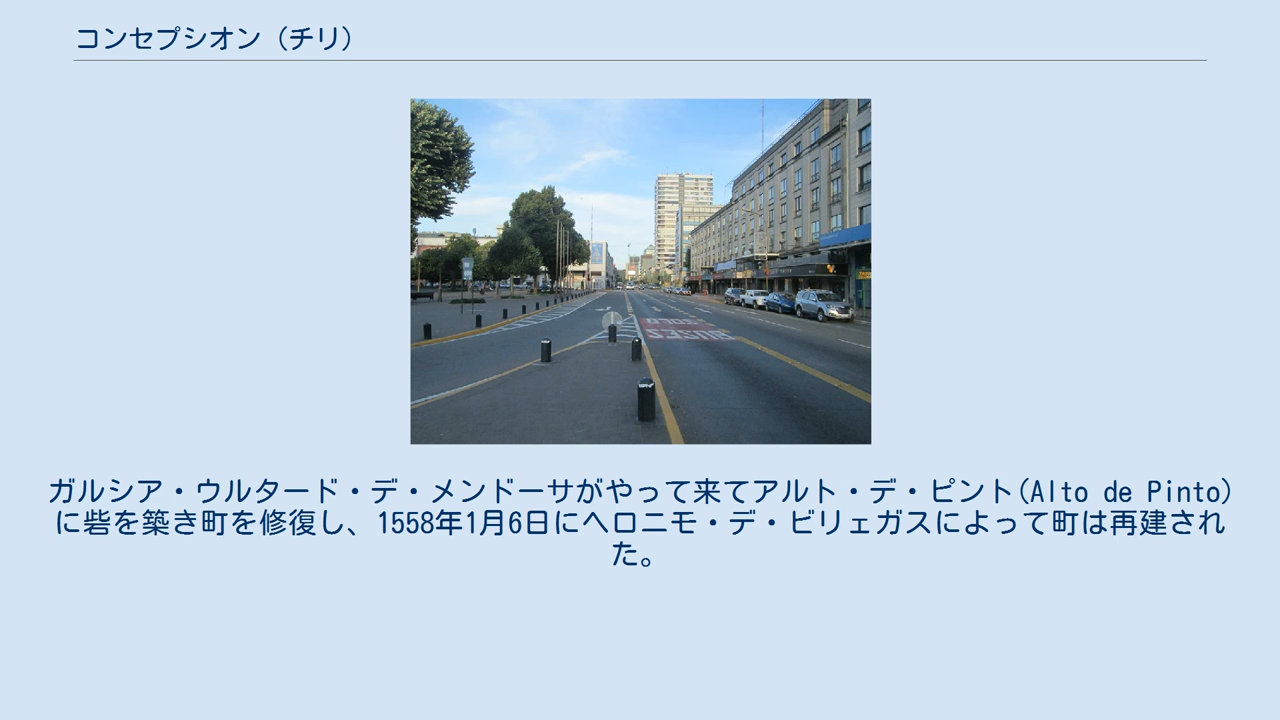 コンセプシオン（チリ）
SOLO
BUSES
ガルシア・ウルタード・デ・メンドーサがやって来てアルト・デ・ピント(Alto de Pinto)
に砦を築き町を修復し、1558年1月6日にヘロニモ・デ・ビリェガスによって町は再建され
た。